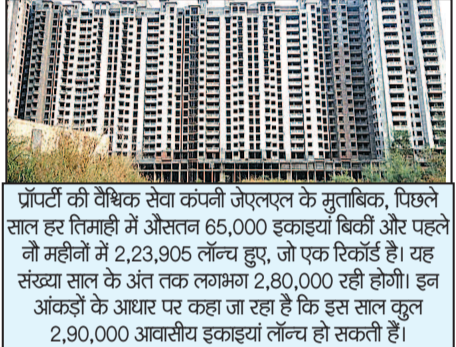 प्रॉपर्टी की वैश्विक सेवा कंपनी जेएलएल के मुताबिक, पिछले
साल हर तिमाही में औसतन 65,000 इकाइयां बिकीं और पहले
नौ महीनों में 2,23,905 लॉन्च हुए, जो एक रिकॉर्ड है। यह
संख्या साल के अंत तक लगभग 2,80,000 रही होगी। इन
आंकड़ों के आधार पर कहा जा रहा है कि इस साल कुल
2,90,000 आवासीय इकाइयां लॉन्च हो सकती हैं।